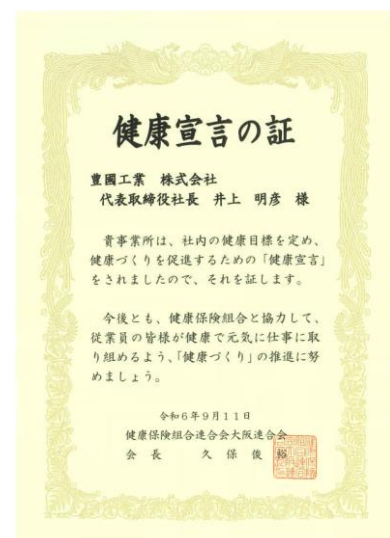 健康宣言の証
豊國工業 株式会社
代表取締役社長 井上 明彦 様
貴事業所は、社内の健康目標を定め、
健康づくりを促進するための「健康宣言」
をされましたので、それを証します。
今後とも、健康保険組合と協力して、
従業員の皆様が健康で元気に仕事に取
り組めるよう、「健康づくり」の推進に努
めましょう。
令和6年9月11日
健康保険組合連合会大阪連合会
会 長 久 保 俊 裕